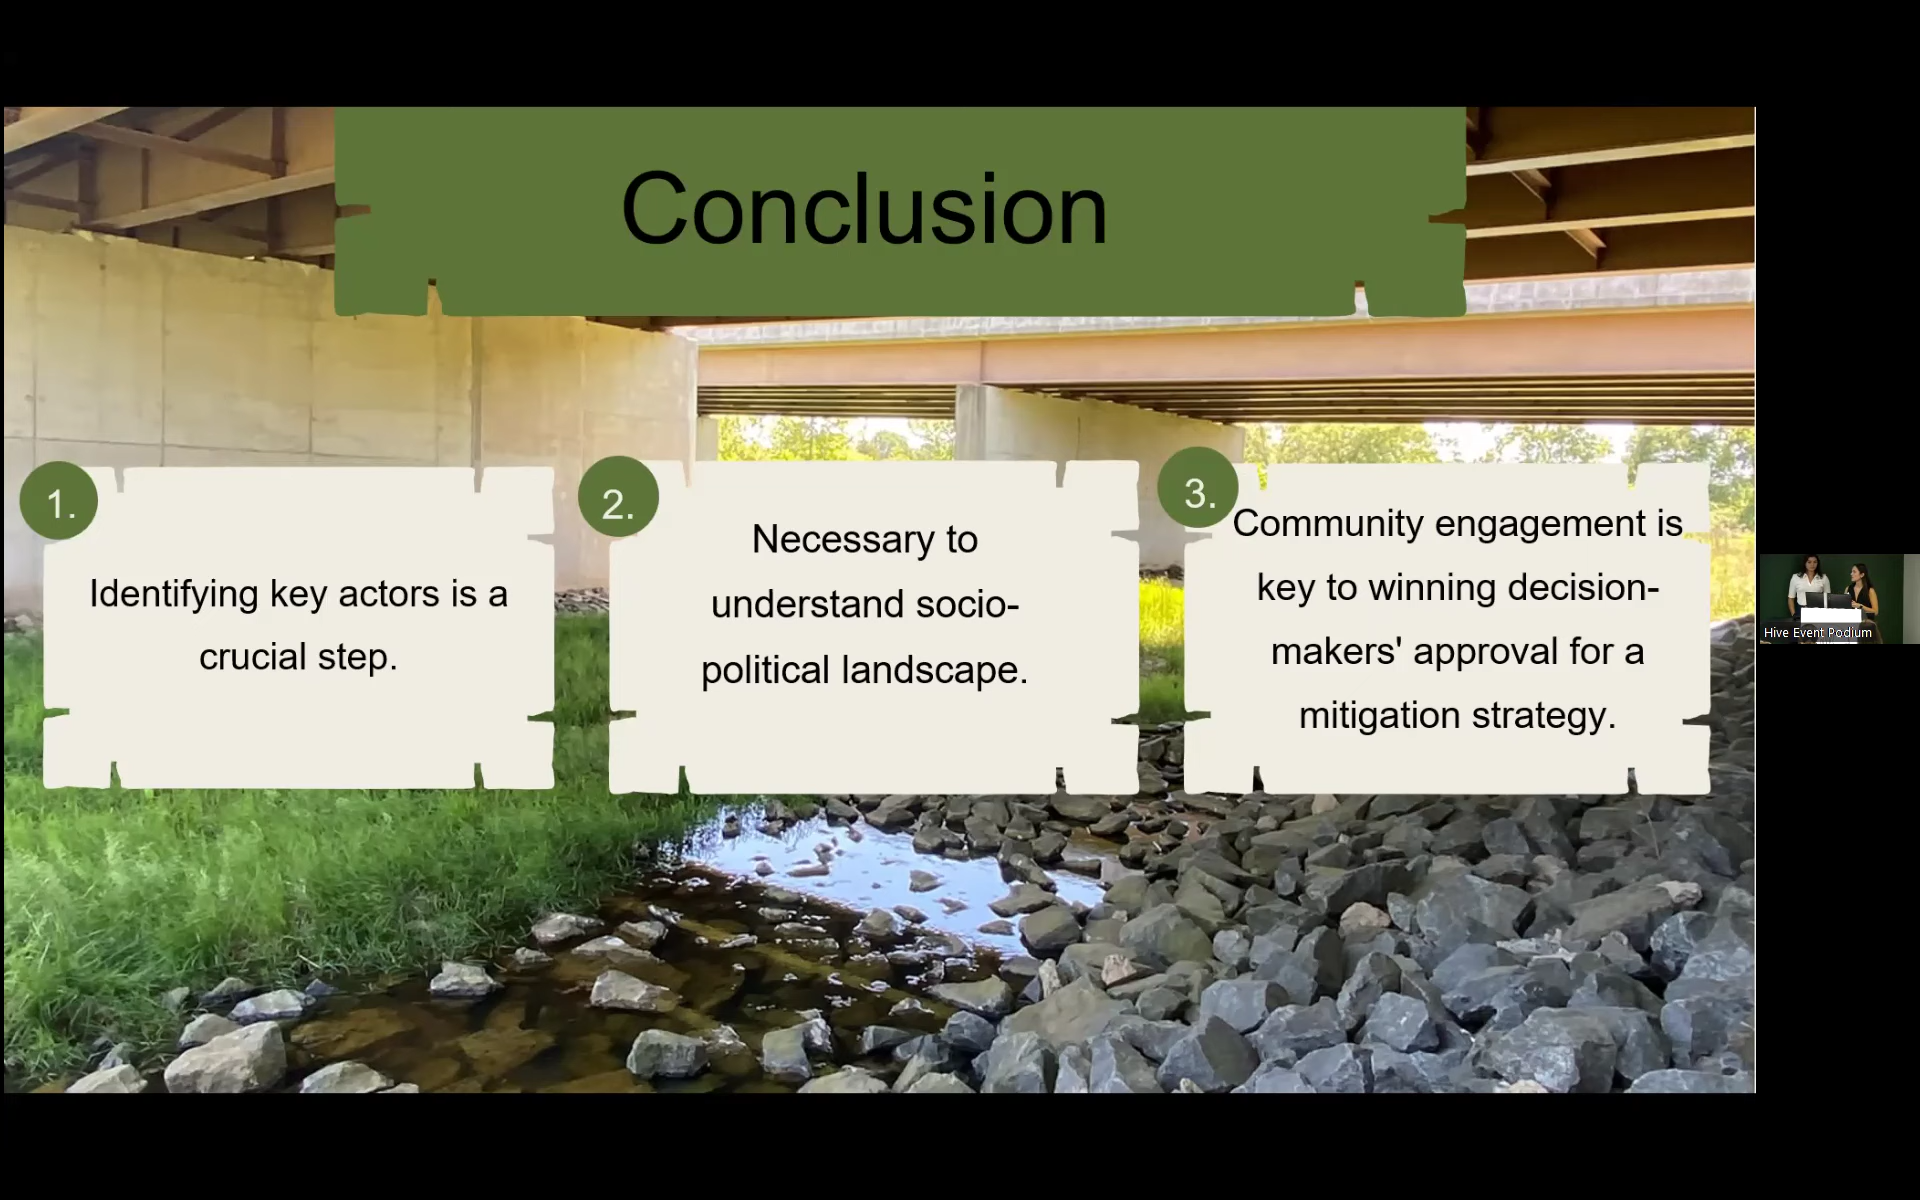 Conclusion
1.
Identifying key actors is a
crucial step.
2.
Necessary to
understand socio-
political landscape.
3.
Community engagement is
key to winning decision-
makers' approval for a
mitigation strategy.
Hive Event Podium